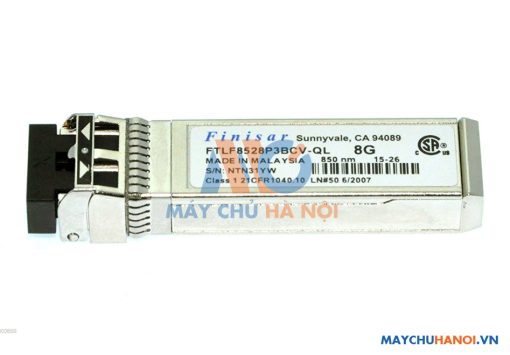 Finisar Sunnyvale, CA 94089
FTLF8528P3BCV-QL 8G
MADE IN MALAYSIA 850 nm 15-26
S/N: NTN31YW
Class 1 21CFR1040.10 LN#50 6/2007
MÁY CHỦ HÀ NỘI
MAYCHUHANOI.VN